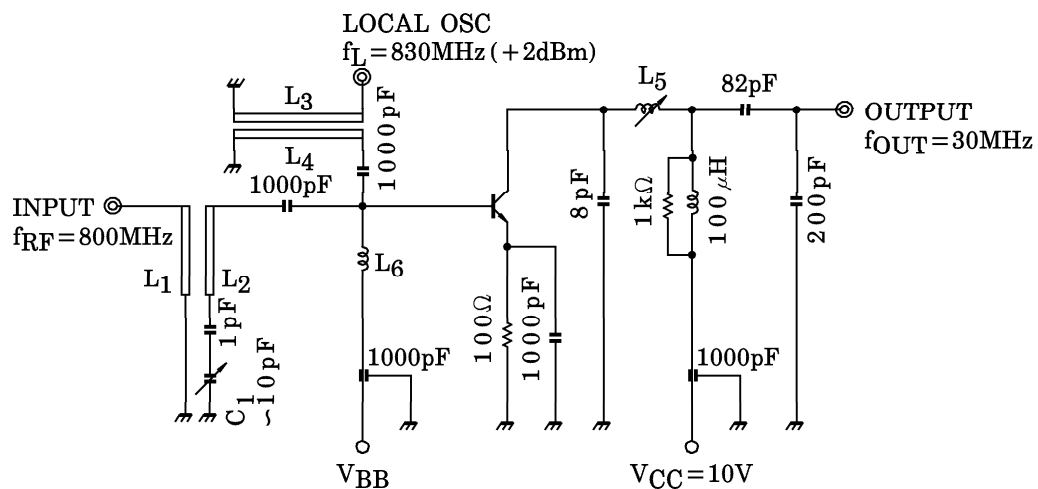 LOCAL OSC
fL=830MHz (+2dBm)
L3
L4
1000pF
1000pF
INPUT
fRF=800MHz
L1
L2
1pF
C1
~10pF
L6
1000pF
VBB
100Ω
1000pF
8pF
L5
82pF
1kΩ
100μH
200pF
OUTPUT
fOUT=30MHz
1000pF
VCC=10V